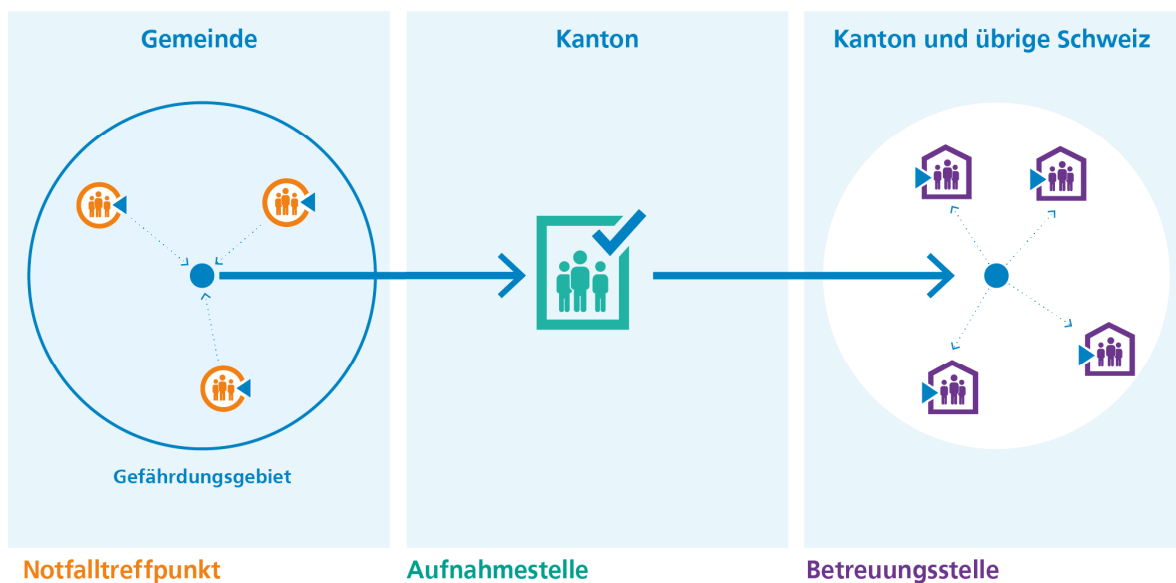 Gemeinde
Kanton
Kanton und übrige Schweiz
Gefährdungsgebiet
Notfalltreffpunkt
Aufnahmestelle
Betreuungsstelle